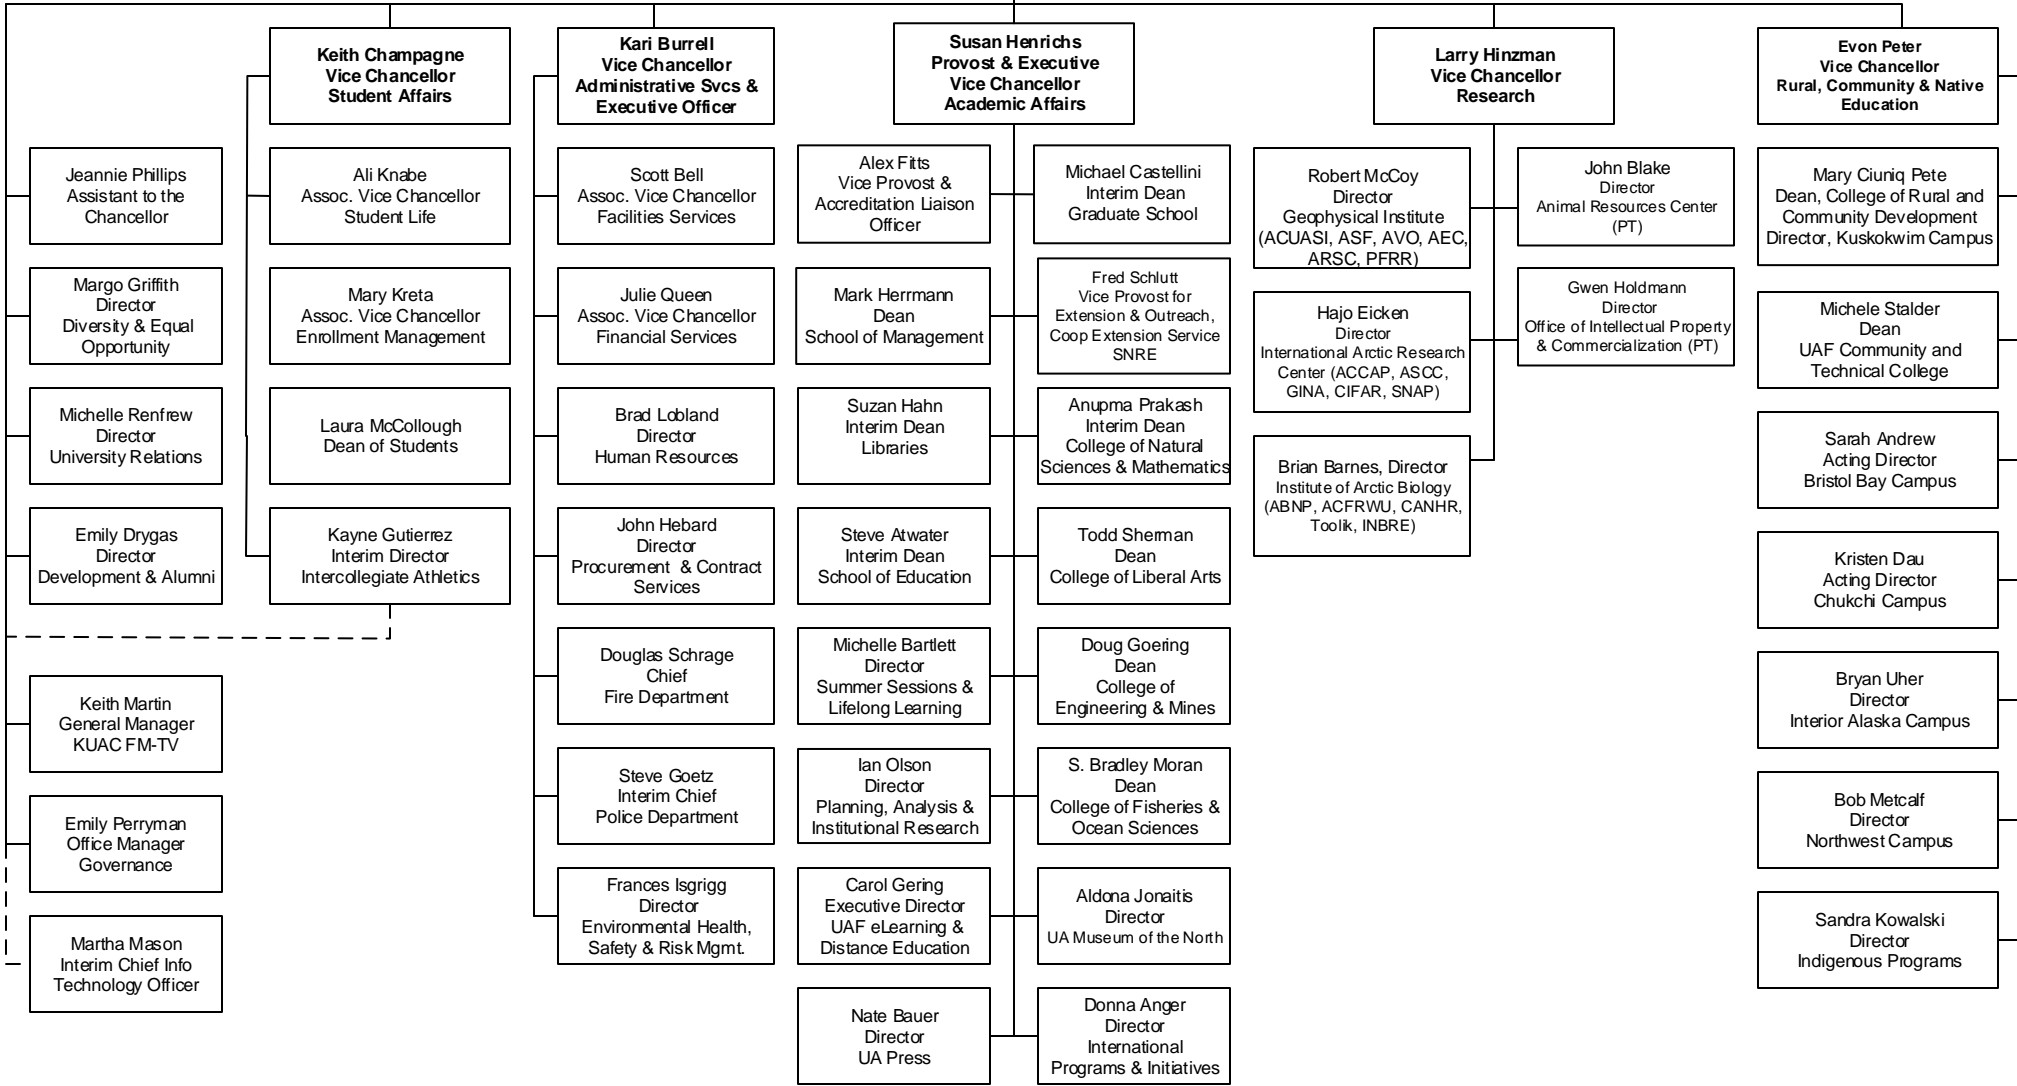 Keith Champagne
Vice Chancellor
Student Affairs
Kari Burrell
Vice Chancellor
Administrative Svcs &
Executive Officer
Susan Henrichs
Provost & Executive
Vice Chancellor
Academic Affairs
Larry Hinzman
Vice Chancellor
Research
Evon Peter
Vice Chancellor
Rural, Community & Native
Education
Jeannie Phillips
Assistant to the
Chancellor
Margo Griffith
Director
Diversity & Equal
Opportunity
Michelle Renfrew
Director
University Relations
Emily Drygas
Director
Development & Alumni
Keith Martin
General Manager
KUAC FM-TV
Emily Perryman
Office Manager
Governance
Martha Mason
Interim Chief Info
Technology Officer
Ali Knabe
Assoc. Vice Chancellor
Student Life
Mary Kreta
Assoc. Vice Chancellor
Enrollment Management
Laura McCollough
Dean of Students
Kayne Gutierrez
Interim Director
Intercollegiate Athletics
Scott Bell
Assoc. Vice Chancellor
Facilities Services
Julie Queen
Assoc. Vice Chancellor
Financial Services
Brad Lobland
Director
Human Resources
John Hebard
Director
Procurement & Contract
Services
Douglas Schrage
Chief
Fire Department
Steve Goetz
Interim Chief
Police Department
Frances Isgrigg
Director
Environmental Health,
Safety & Risk Mgmt.
Alex Fitts
Vice Provost &
Accreditation Liaison
Officer
Mark Herrmann
Dean
School of Management
Suzan Hahn
Interim Dean
Libraries
Steve Atwater
Interim Dean
School of Education
Michelle Bartlett
Director
Summer Sessions &
Lifelong Learning
Ian Olson
Director
Planning, Analysis &
Institutional Research
Carol Gering
Executive Director
UAF eLearning &
Distance Education
Nate Bauer
Director
UA Press
Michael Castellini
Interim Dean
Graduate School
Fred Schlutt
Vice Provost for
Extension & Outreach,
Coop Extension Service
SNRE
Anupma Prakash
Interim Dean
College of Natural
Sciences & Mathematics
Todd Sherman
Dean
College of Liberal Arts
Doug Goering
Dean
College of
Engineering & Mines
S. Bradley Moran
Dean
College of Fisheries &
Ocean Sciences
Aldona Jonaitis
Director
UA Museum of the North
Donna Anger
Director
International
Programs & Initiatives
Robert McCoy
Director
Geophysical Institute
(ACUASI, ASF, AVO, AEC,
ARSC, PFRR)
Hajo Eicken
Director
International Arctic Research
Center (ACCAP, ASCC,
GINA, CIFAR, SNAP)
Brian Barnes, Director
Institute of Arctic Biology
(ABNP, ACFRWU, CANHR,
Toolik, INBRE)
John Blake
Director
Animal Resources Center
(PT)
Gwen Holdmann
Director
Office of Intellectual Property
& Commercialization (PT)
Mary Ciuniq Pete
Dean, College of Rural and
Community Development
Director, Kuskokwim Campus
Michele Stalder
Dean
UAF Community and
Technical College
Sarah Andrew
Acting Director
Bristol Bay Campus
Kristen Dau
Acting Director
Chukchi Campus
Bryan Uher
Director
Interior Alaska Campus
Bob Metcalf
Director
Northwest Campus
Sandra Kowalski
Director
Indigenous Programs